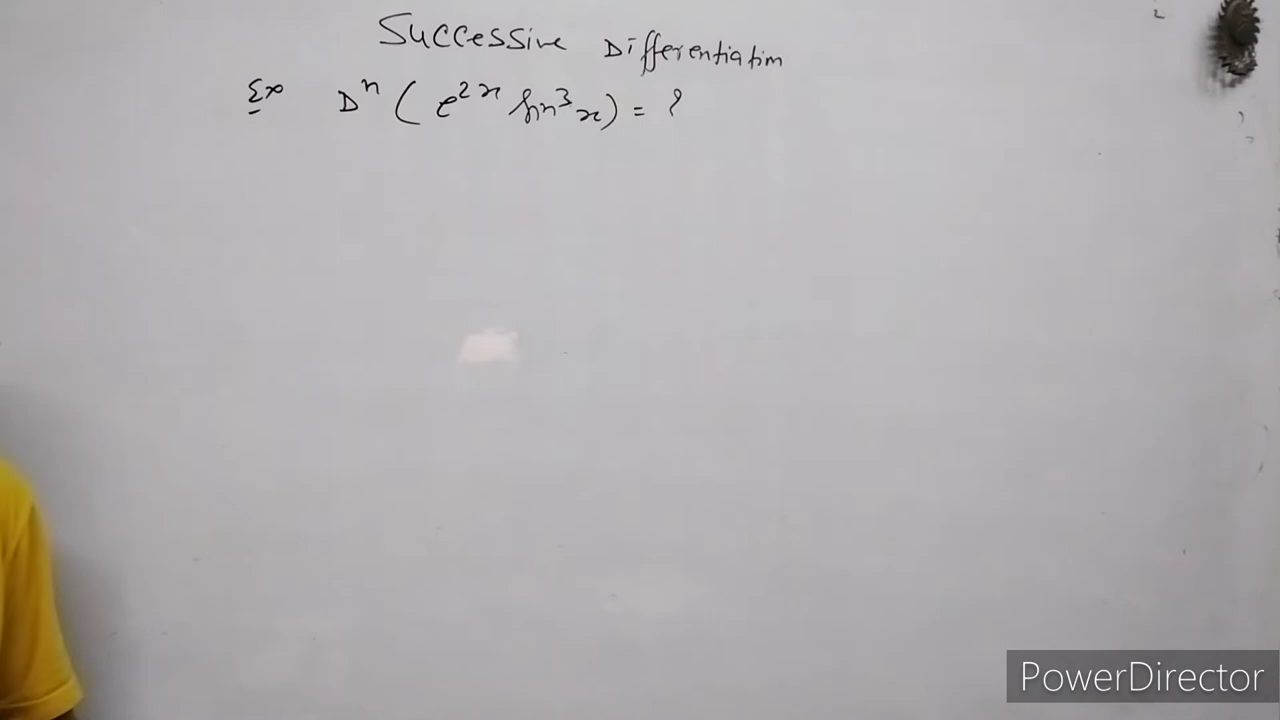 Successive Differentiation
Ex D^n ( e^2x sin^3 x ) = ?
PowerDirector